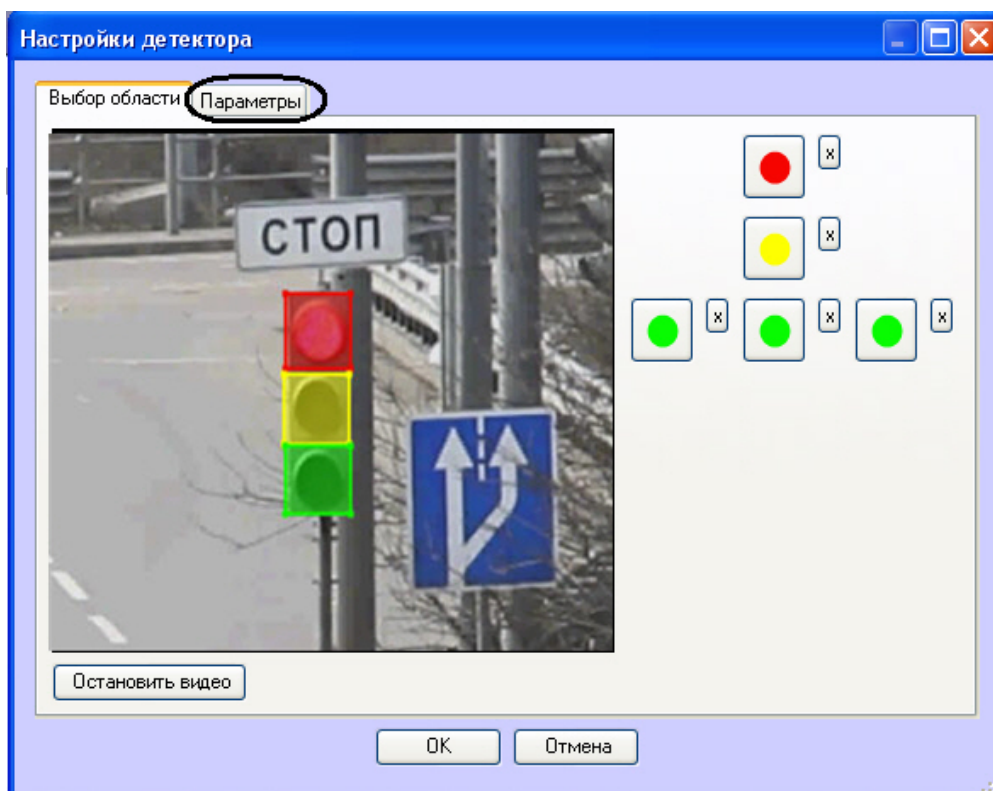 Настройки детектора
Выбор области Параметры
x
СТОП
x
x x x
Остановить видео
OK Отмена